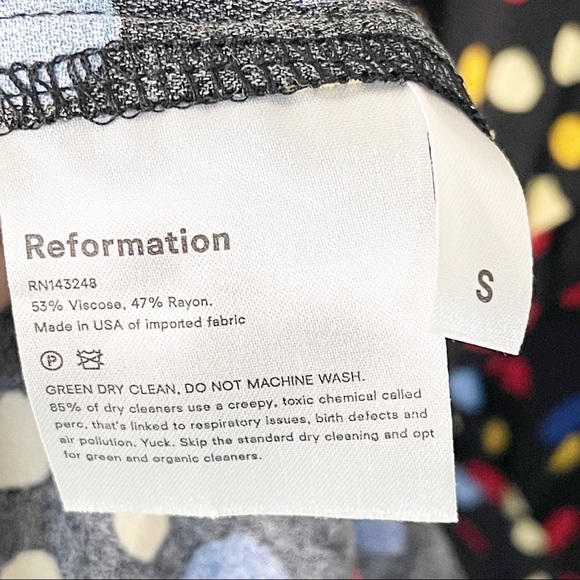 Reformation
RN143248
53% Viscose, 47% Rayon.
Made in USA of imported fabric
P
GREEN DRY CLEAN, DO NOT MACHINE WASH.
85% of dry cleaners use a creepy, toxic chemical called
perc, that's linked to respiratory issues, birth defects and
air pollution. Yuck. Skip the standard dry cleaning and opt
for green and organic cleaners.
S